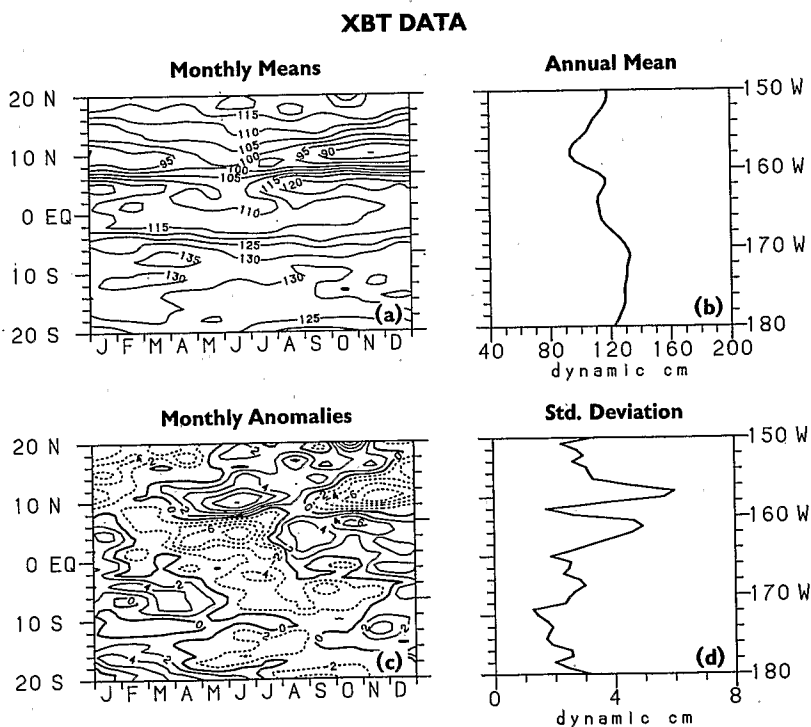 XBT DATA
Monthly Means
Annual Mean
20 N
10 N
0 EQ
10 S
20 S
115
110
105
100
95
95
90
100
105
115
120
110
115
125
135
130
130
130
125
(a)
J F M A M J J A S O N D
150 W
160 W
170 W
180
(b)
40 80 120 160 200
dynamic cm
Monthly Anomalies
Std. Deviation
20 N
10 N
0 EQ
10 S
20 S
(c)
J F M A M J J A S O N D
150 W
160 W
170 W
180
(d)
0 4 8
dynamic cm